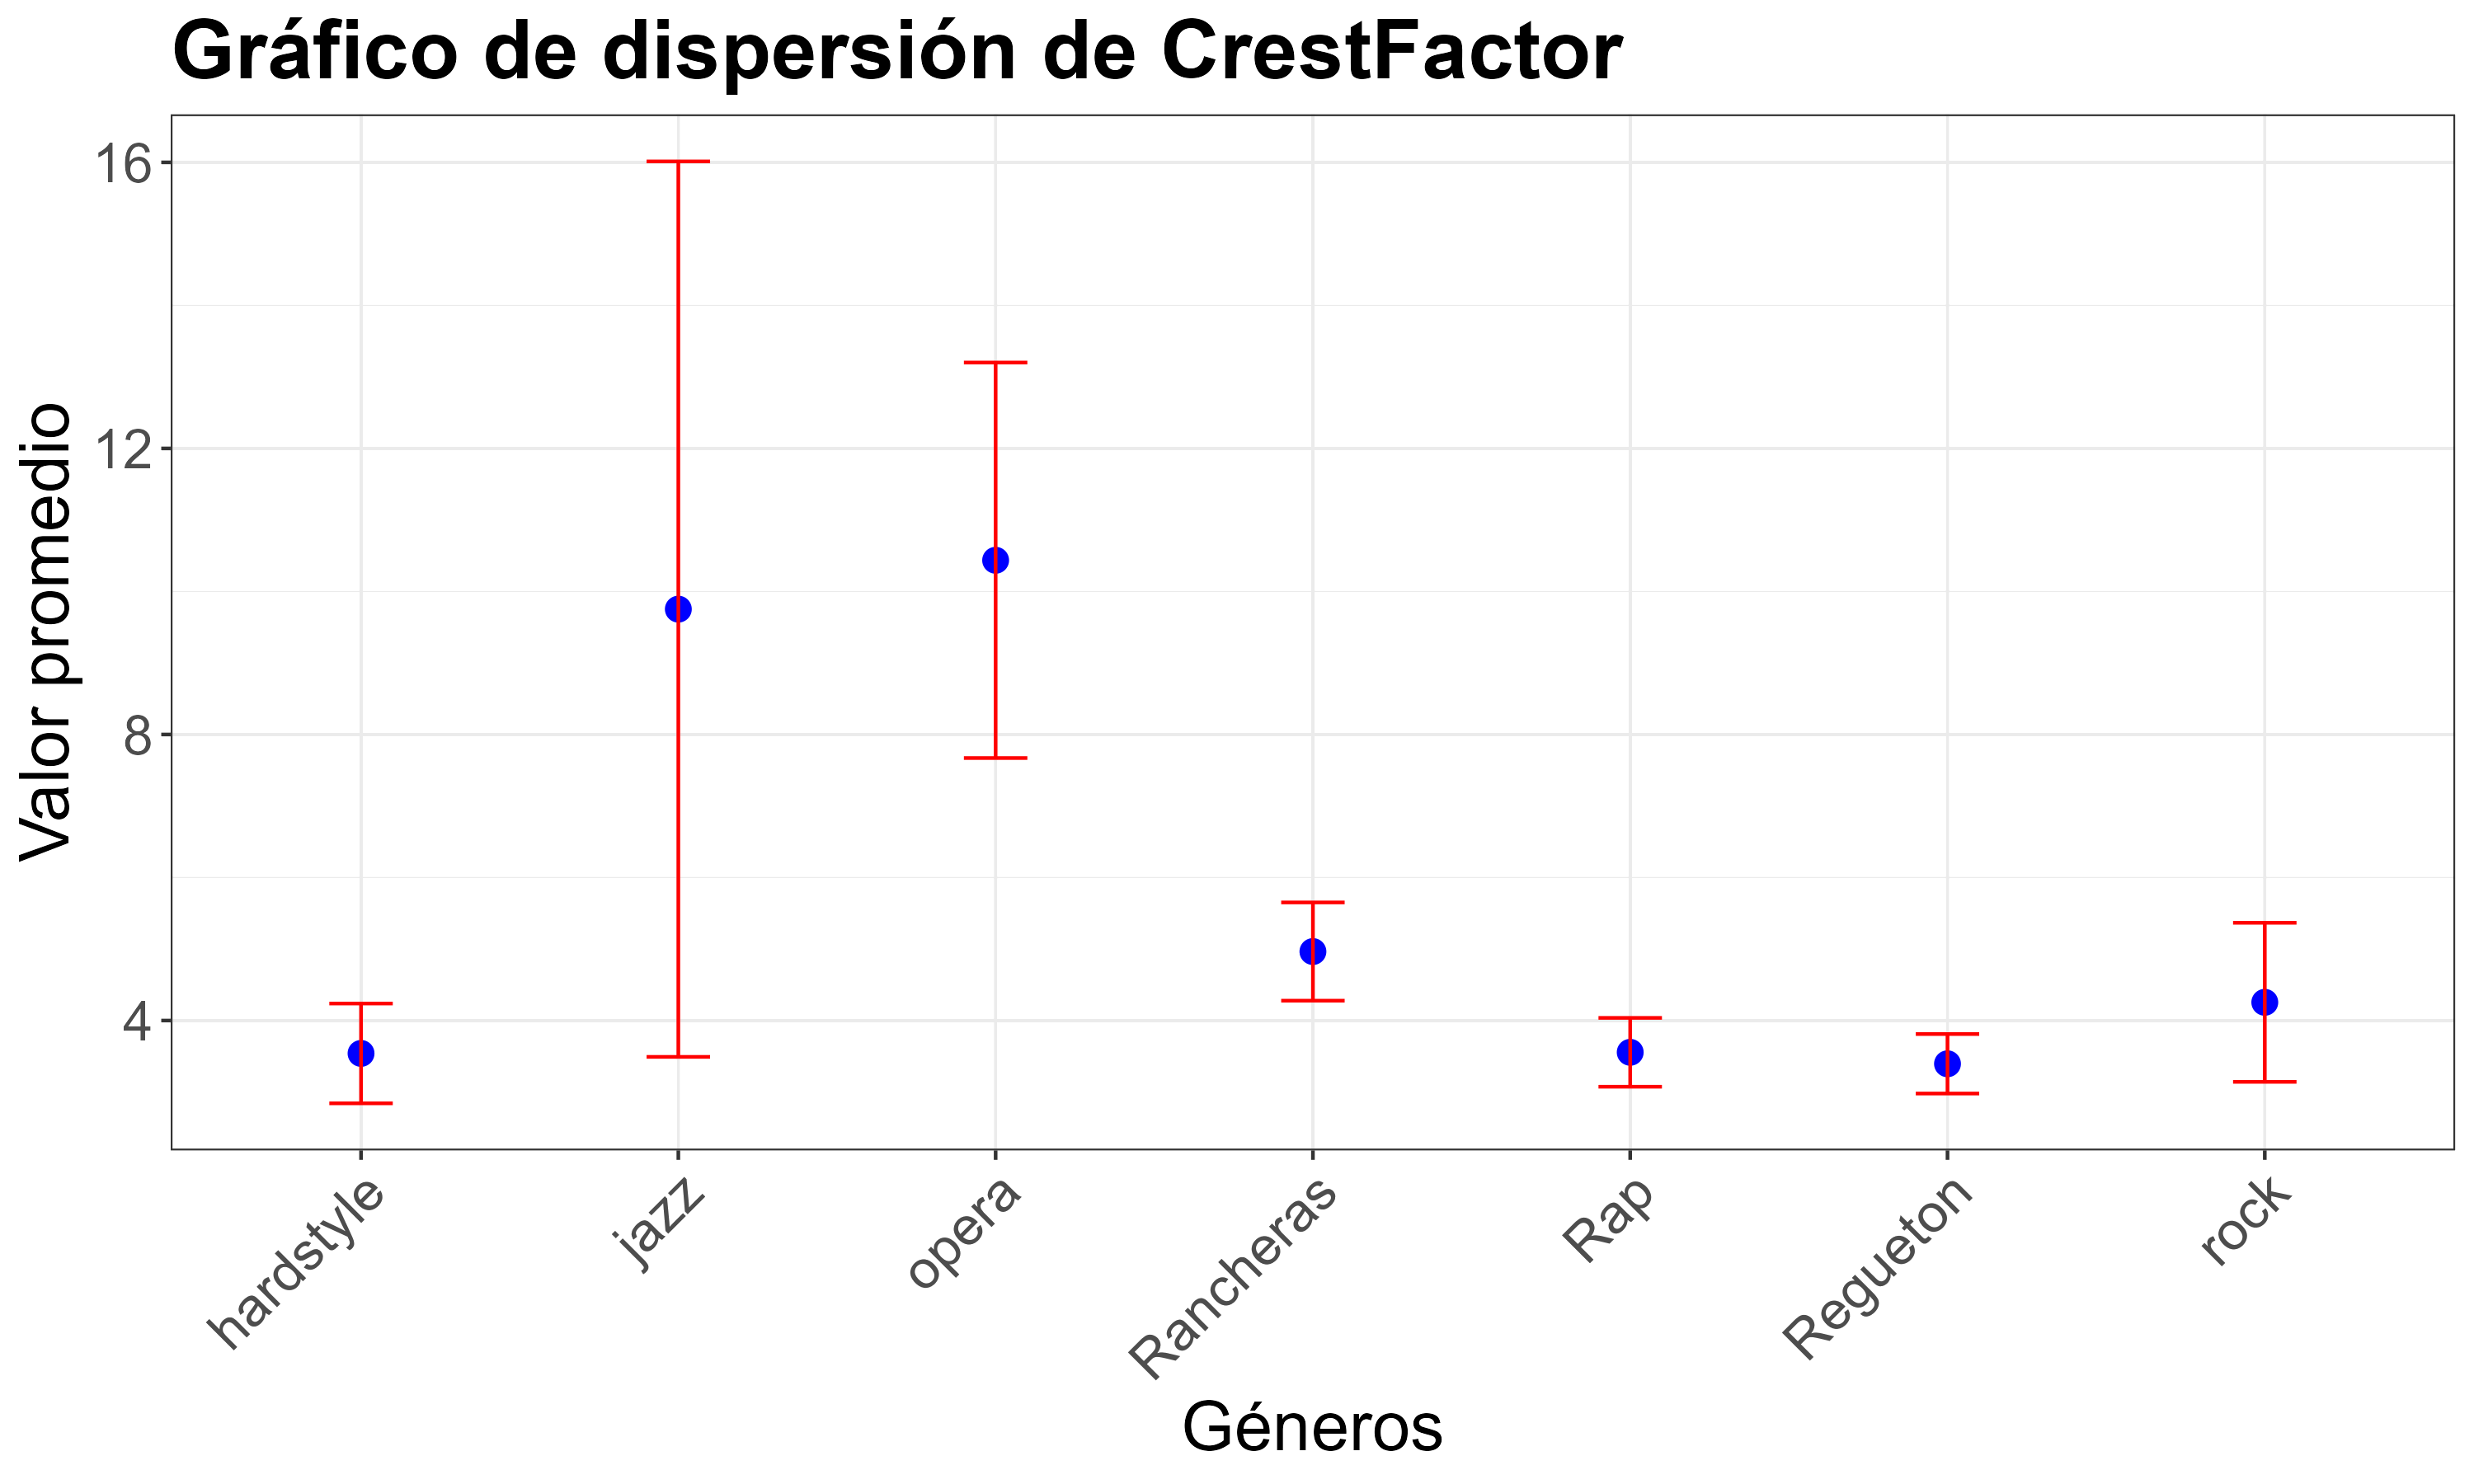 Gráfico de dispersión de CrestFactor
Valor promedio
16
12
8
4
hardstyle
jazz
opera
Rancheras
Rap
Regueton
rock
Géneros